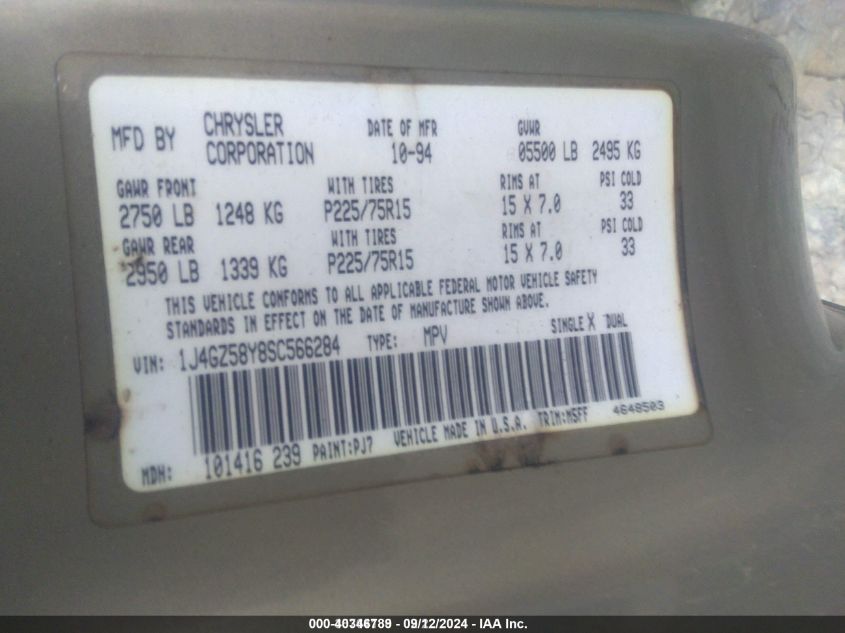 MFD BY CHRYSLER CORPORATION DATE OF MFR 10-94 GVWR 05500 LB 2495 KG
GAWR FRONT WITH TIRES RIMS AT PSI COLD
2750 LB 1248 KG P225/75R15 15 X 7.0 33
GAWR REAR WITH TIRES RIMS AT PSI COLD
2950 LB 1339 KG P225/75R15 15 X 7.0 33
THIS VEHICLE CONFORMS TO ALL APPLICABLE FEDERAL MOTOR VEHICLE SAFETY
STANDARDS IN EFFECT ON THE DATE OF MANUFACTURE SHOWN ABOVE.
VIN: 1J4GZ58Y8SC566284 TYPE: MPV SINGLE X DUAL
MDH: 101416 239 PAINT:PJ7 VEHICLE MADE IN U.S.A. TRIM:M5FF 4648503
000-40346789 - 09/12/2024 - IAA Inc.